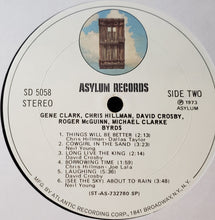 ASYLUM RECORDS
SD 5058
STEREO
SIDE TWO
℗ 1973
ASYLUM
GENE CLARK, CHRIS HILLMAN, DAVID CROSBY,
ROGER McGUINN, MICHAEL CLARKE
BYRDS
1. THINGS WILL BE BETTER (2:13)
Chris Hillman-Dallas Taylor
2. COWGIRL IN THE SAND (3:24)
Neil Young
3. LONG LIVE THE KING (2:17)
David Crosby
4. BORROWING TIME (1:59)
Chris Hillman-Joe Lala
5. LAUGHING (5:36)
David Crosby
6. (SEE THE SKY) ABOUT TO RAIN (3:48)
Neil Young
(ST-AS-732780 SP)
MFG. BY ATLANTIC RECORDING CORP., 1841 BROADWAY, N.Y., N.Y.